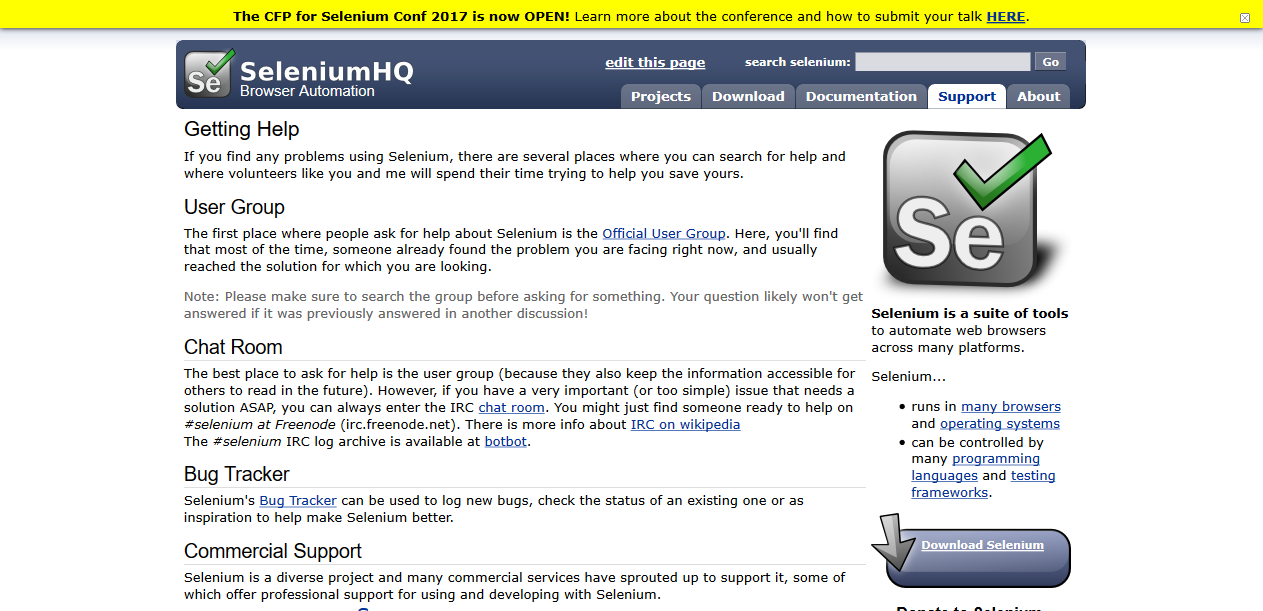 The CFP for Selenium Conf 2017 is now OPEN! Learn more about the conference and how to submit your talk HERE.
Se SeleniumHQ
Browser Automation
edit this page
search selenium:
Go
Projects
Download
Documentation
Support
About
Getting Help
If you find any problems using Selenium, there are several places where you can search for help and
where volunteers like you and me will spend their time trying to help you save yours.
User Group
The first place where people ask for help about Selenium is the Official User Group. Here, you'll find
that most of the time, someone already found the problem you are facing right now, and usually
reached the solution for which you are looking.
Note: Please make sure to search the group before asking for something. Your question likely won't get
answered if it was previously answered in another discussion!
Chat Room
The best place to ask for help is the user group (because they also keep the information accessible for
others to read in the future). However, if you have a very important (or too simple) issue that needs a
solution ASAP, you can always enter the IRC chat room. You might just find someone ready to help on
#selenium at Freenode (irc.freenode.net). There is more info about IRC on wikipedia
The #selenium IRC log archive is available at botbot.
Bug Tracker
Selenium's Bug Tracker can be used to log new bugs, check the status of an existing one or as
inspiration to help make Selenium better.
Commercial Support
Selenium is a diverse project and many commercial services have sprouted up to support it, some of
which offer professional support for using and developing with Selenium.
Se
Selenium is a suite of tools
to automate web browsers
across many platforms.
Selenium...
• runs in many browsers
and operating systems
• can be controlled by
many programming
languages and testing
frameworks.
Download Selenium
Donate to Selenium